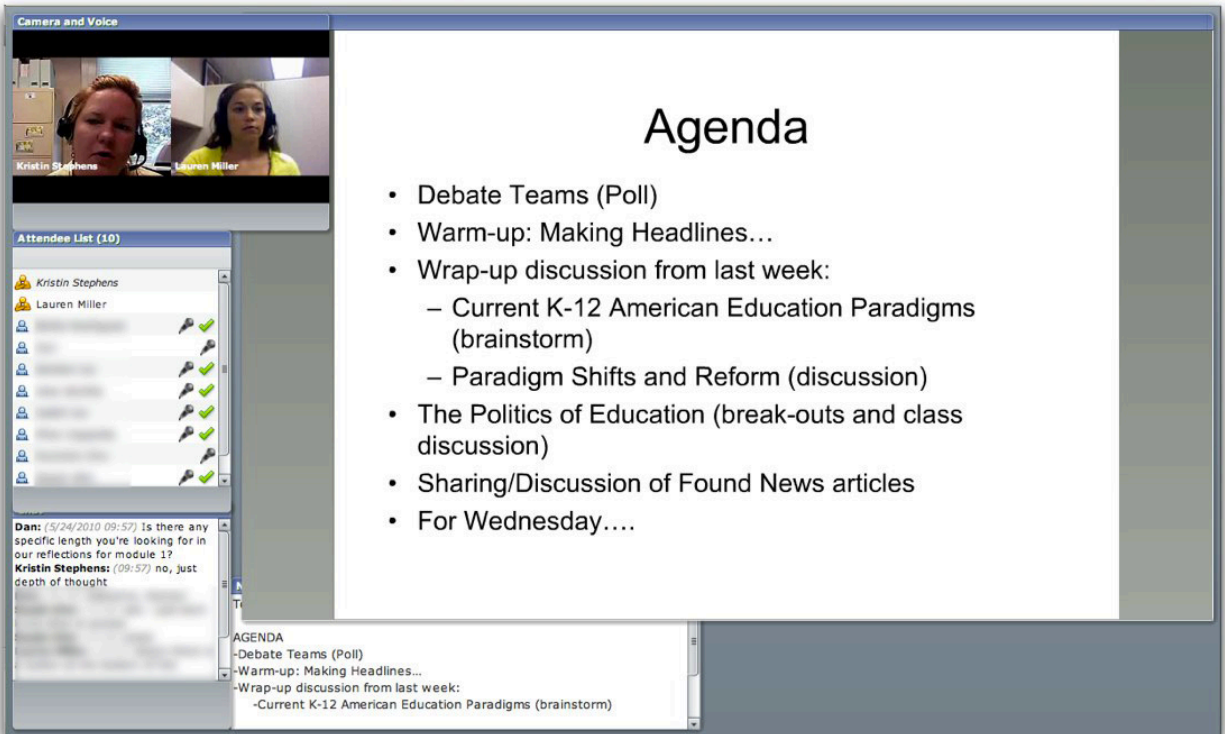 Camera and Voice
Kristin Stephens
Lauren Miller
Attendee List (10)
Kristin Stephens
Lauren Miller
Dan: (5/24/2010 09:57) Is there any
specific length you're looking for in
our reflections for module 1?
Kristin Stephens: (09:57) no, just
depth of thought
Agenda
• Debate Teams (Poll)
• Warm-up: Making Headlines…
• Wrap-up discussion from last week:
– Current K-12 American Education Paradigms
(brainstorm)
– Paradigm Shifts and Reform (discussion)
• The Politics of Education (break-outs and class
discussion)
• Sharing/Discussion of Found News articles
• For Wednesday….
AGENDA
-Debate Teams (Poll)
-Warm-up: Making Headlines...
-Wrap-up discussion from last week:
-Current K-12 American Education Paradigms (brainstorm)